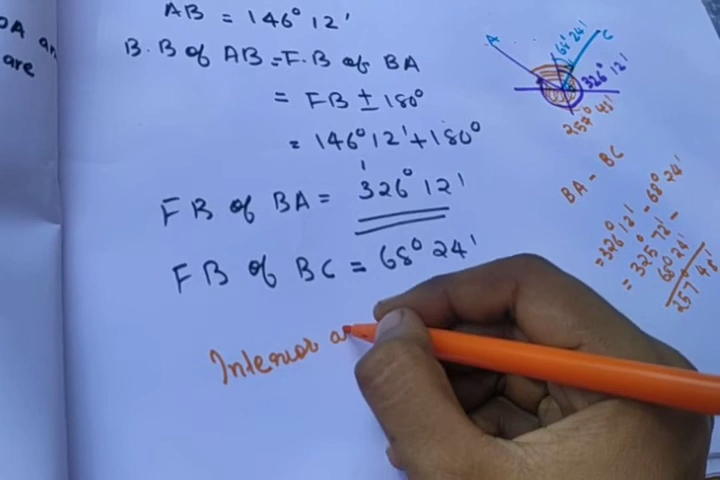 OA an
are
AB = 146° 12'
B.B of AB = F.B of BA
= FB ± 180°
= 146° 12' + 180°
FB of BA = 326° 12'
FB of BC = 68° 24'
Interior a
A
C
68° 24'
326° 12'
257° 48'
BA - BC
= 326° 12' - 68° 24'
= 325° 72' -
68° 24'
257° 48'